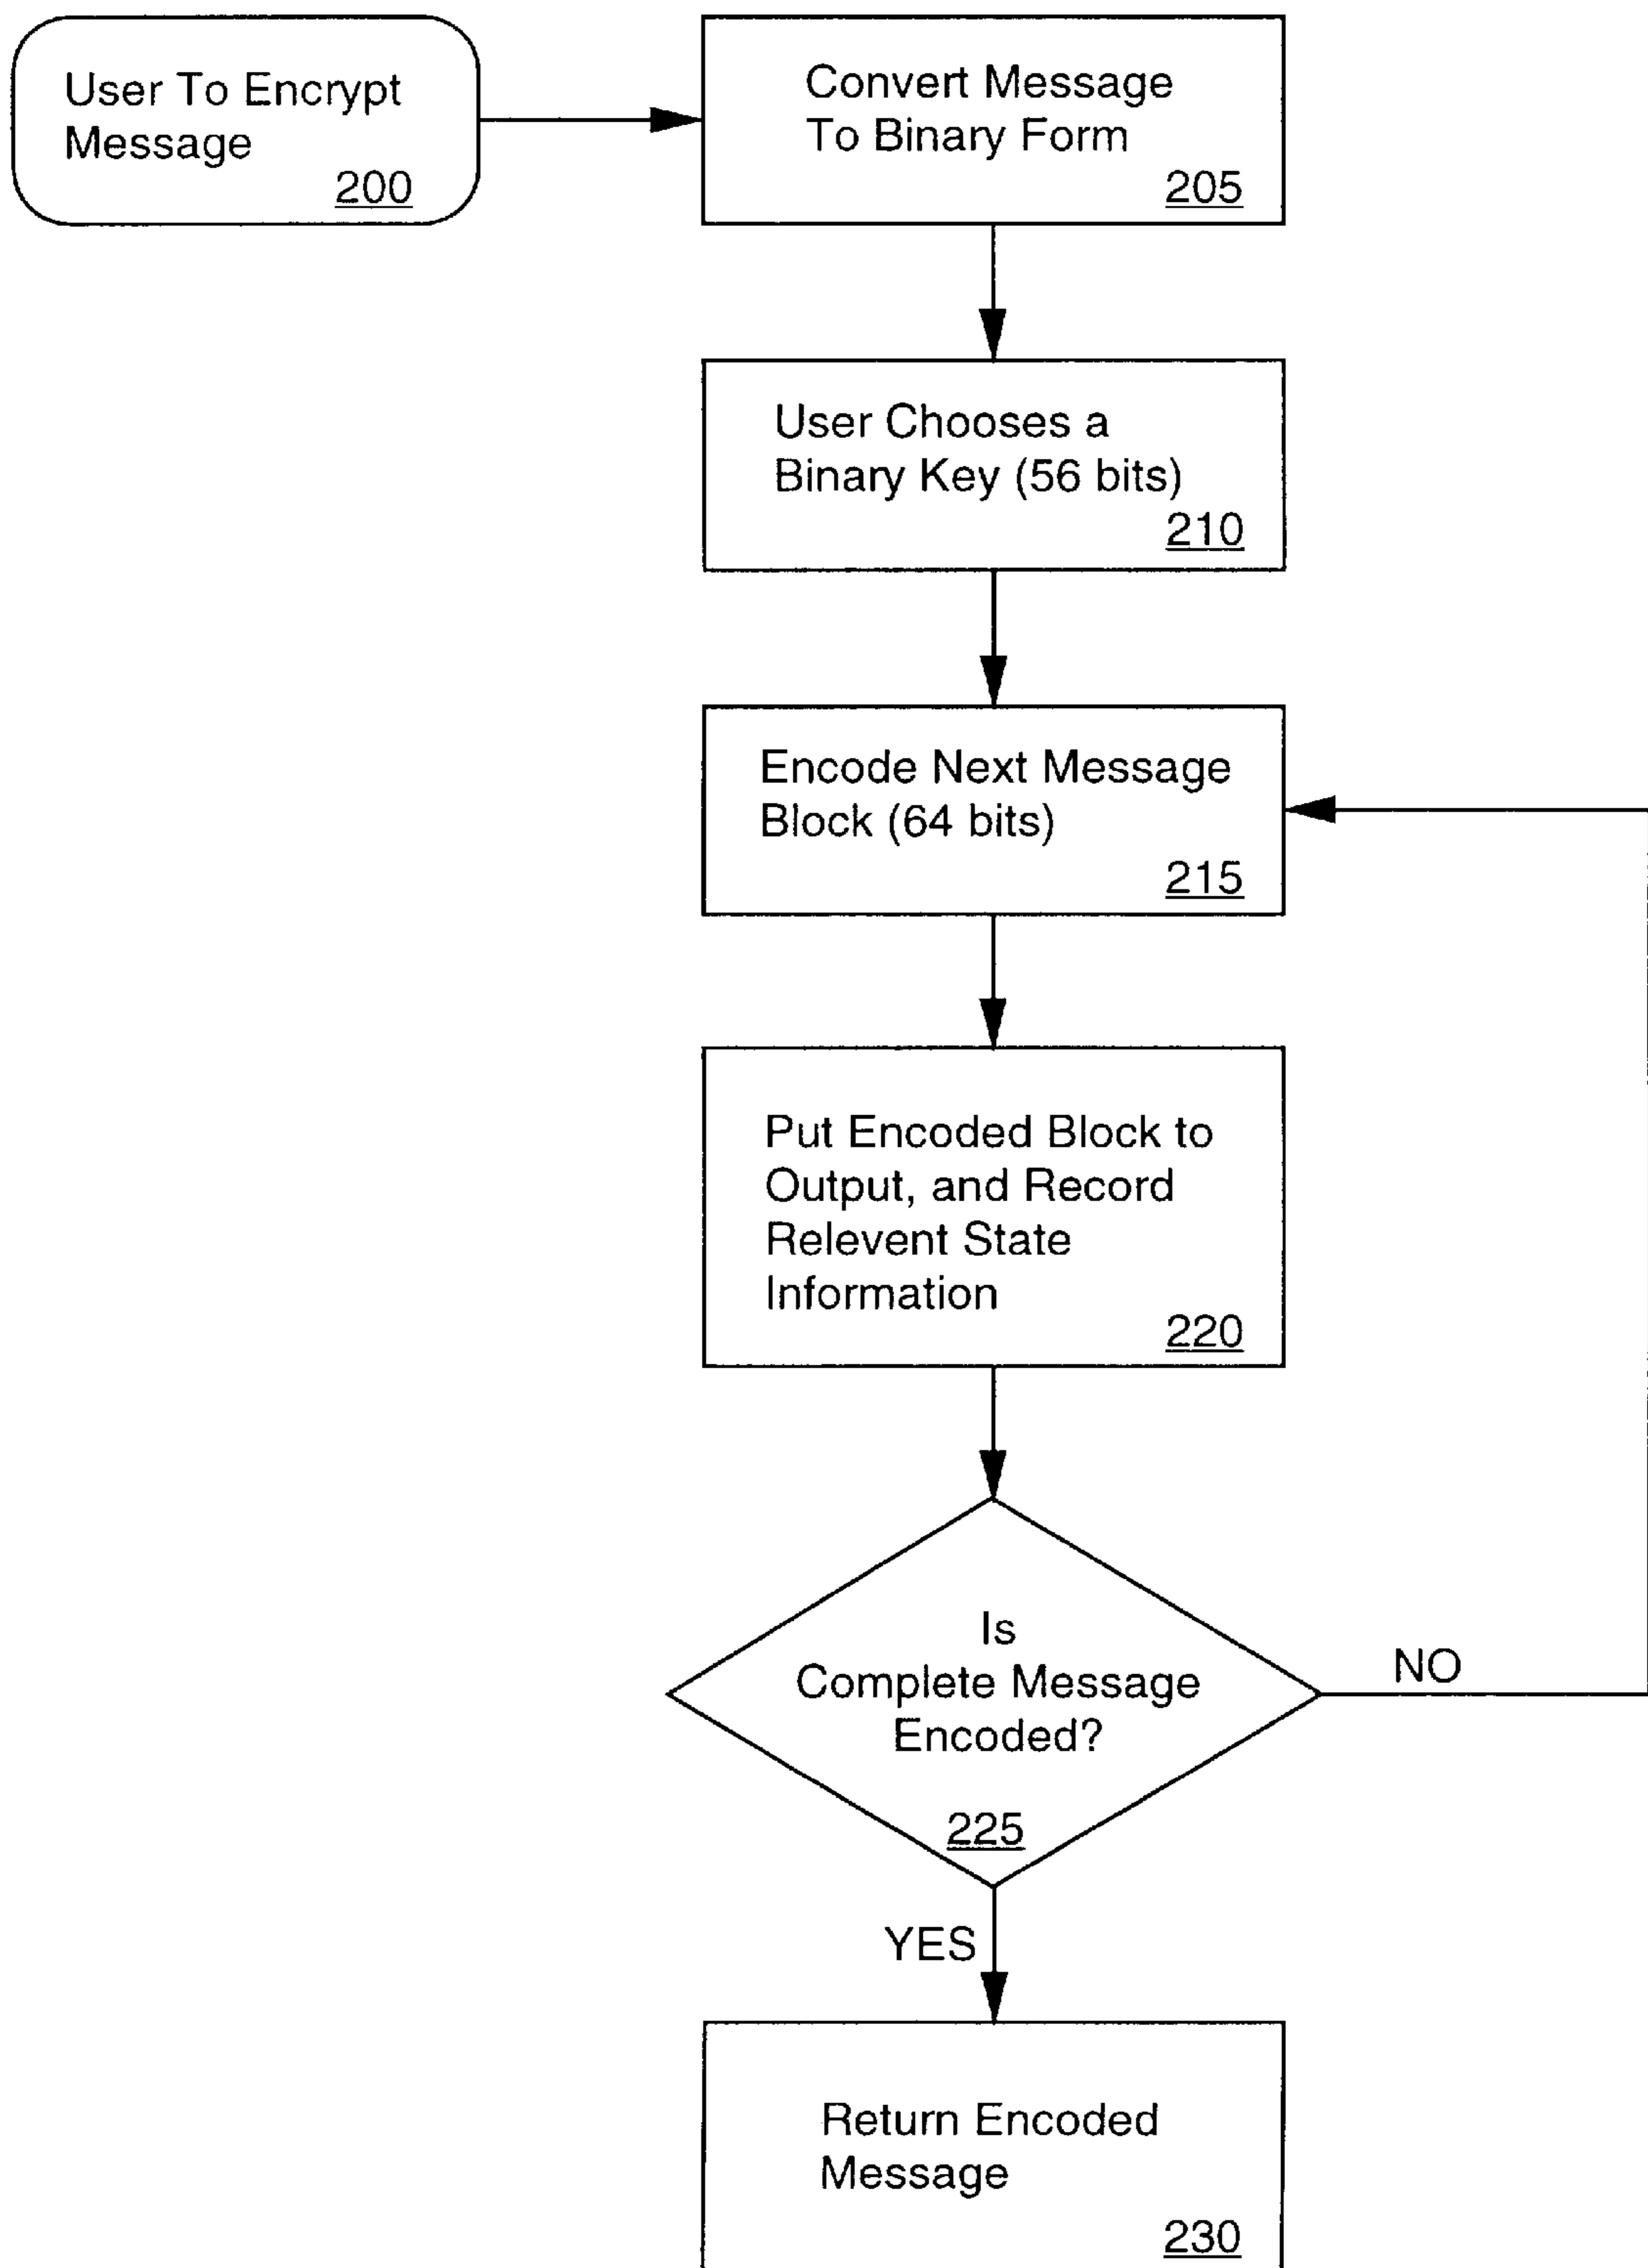 User To Encrypt
Message
200
Convert Message
To Binary Form
205
User Chooses a
Binary Key (56 bits)
210
Encode Next Message
Block (64 bits)
215
Put Encoded Block to
Output, and Record
Relevent State
Information
220
Is
Complete Message
Encoded?
225
NO
YES
Return Encoded
Message
230